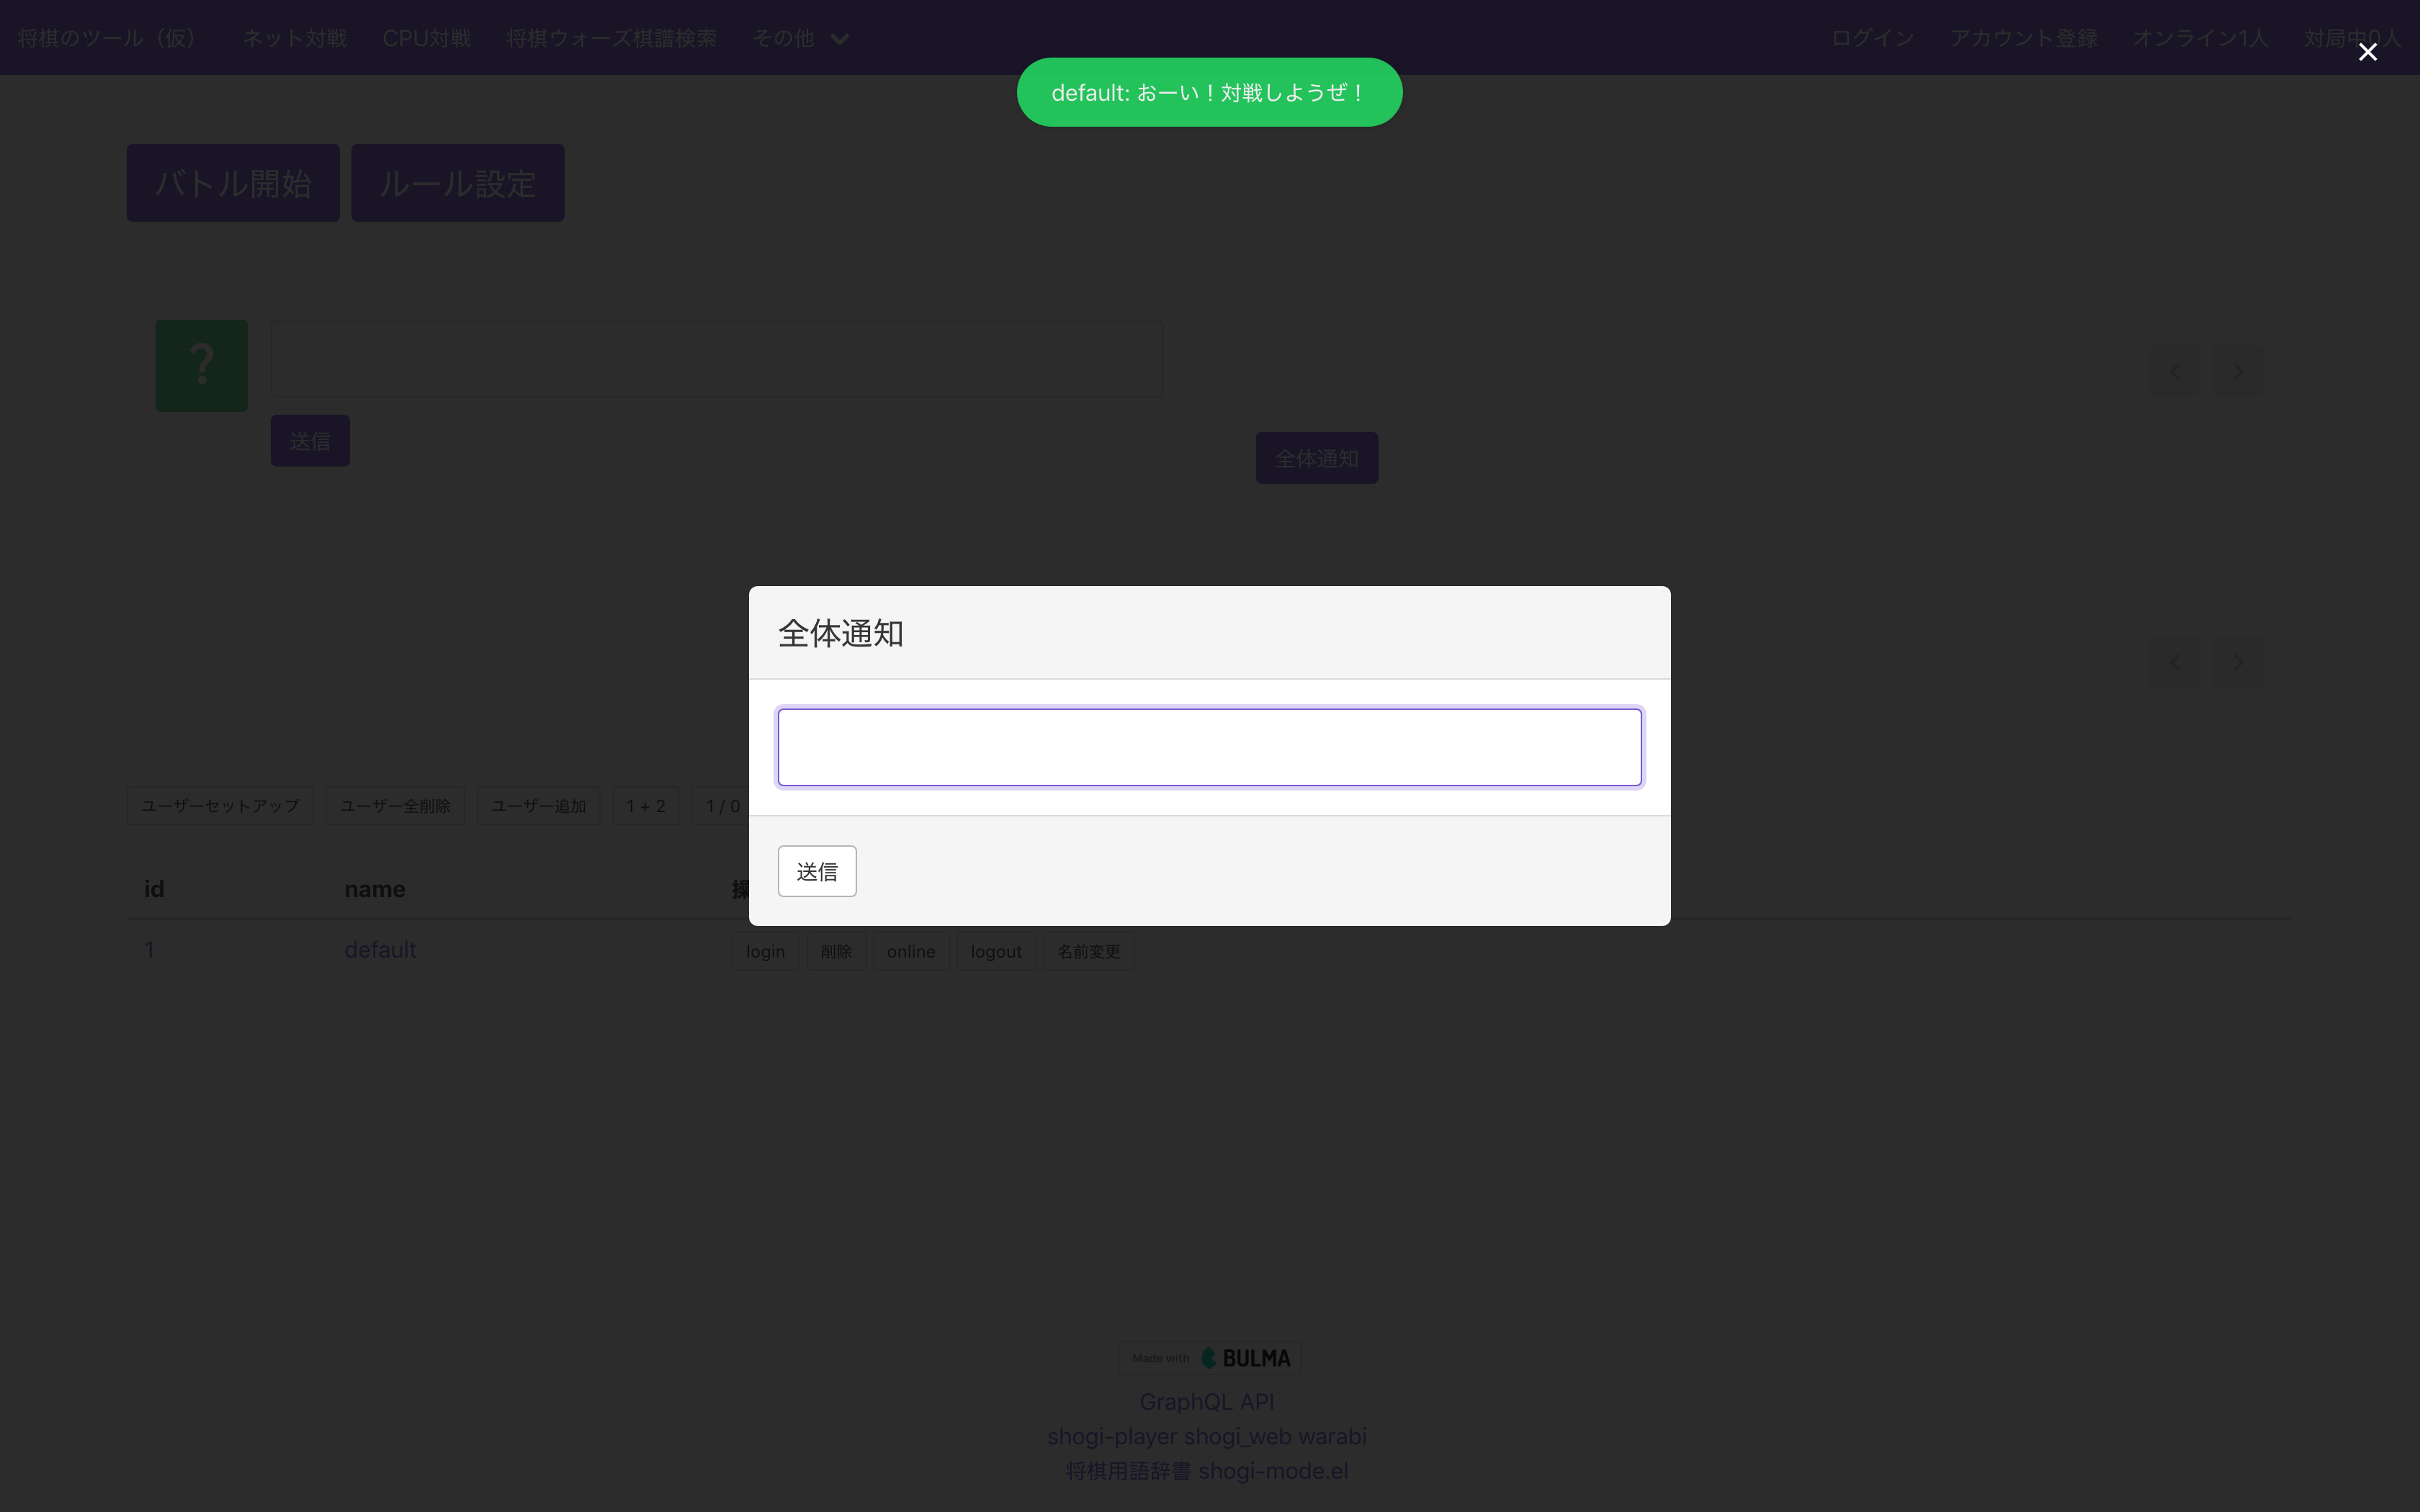 将棋のツール（仮） ネット対戦 CPU対戦 将棋ウォーズ棋譜検索 その他 ログイン アカウント登録 オンライン1人 対局中0人
default: おーい！対戦しようぜ！
バトル開始 ルール設定
?
送信
全体通知
全体通知
ユーザーセットアップ ユーザー全削除 ユーザー追加 1 + 2 1 / 0
送信
id name 操
1 default login 削除 online logout 名前変更
Made with BULMA
GraphQL API
shogi-player shogi_web warabi
将棋用語辞書 shogi-mode.el